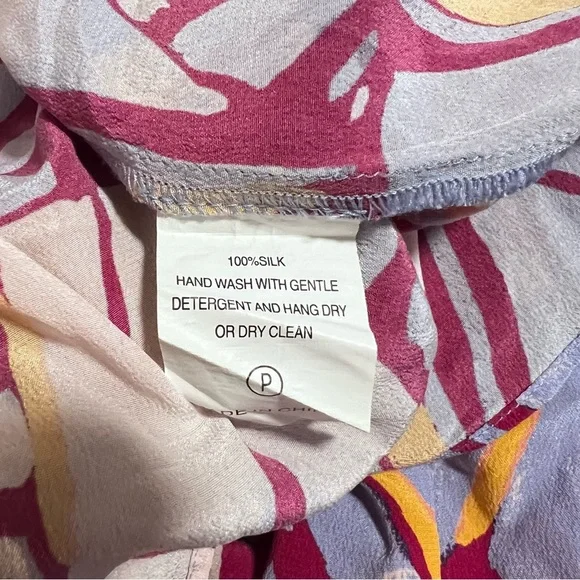 100%SILK
HAND WASH WITH GENTLE
DETERGENT AND HANG DRY
OR DRY CLEAN
P